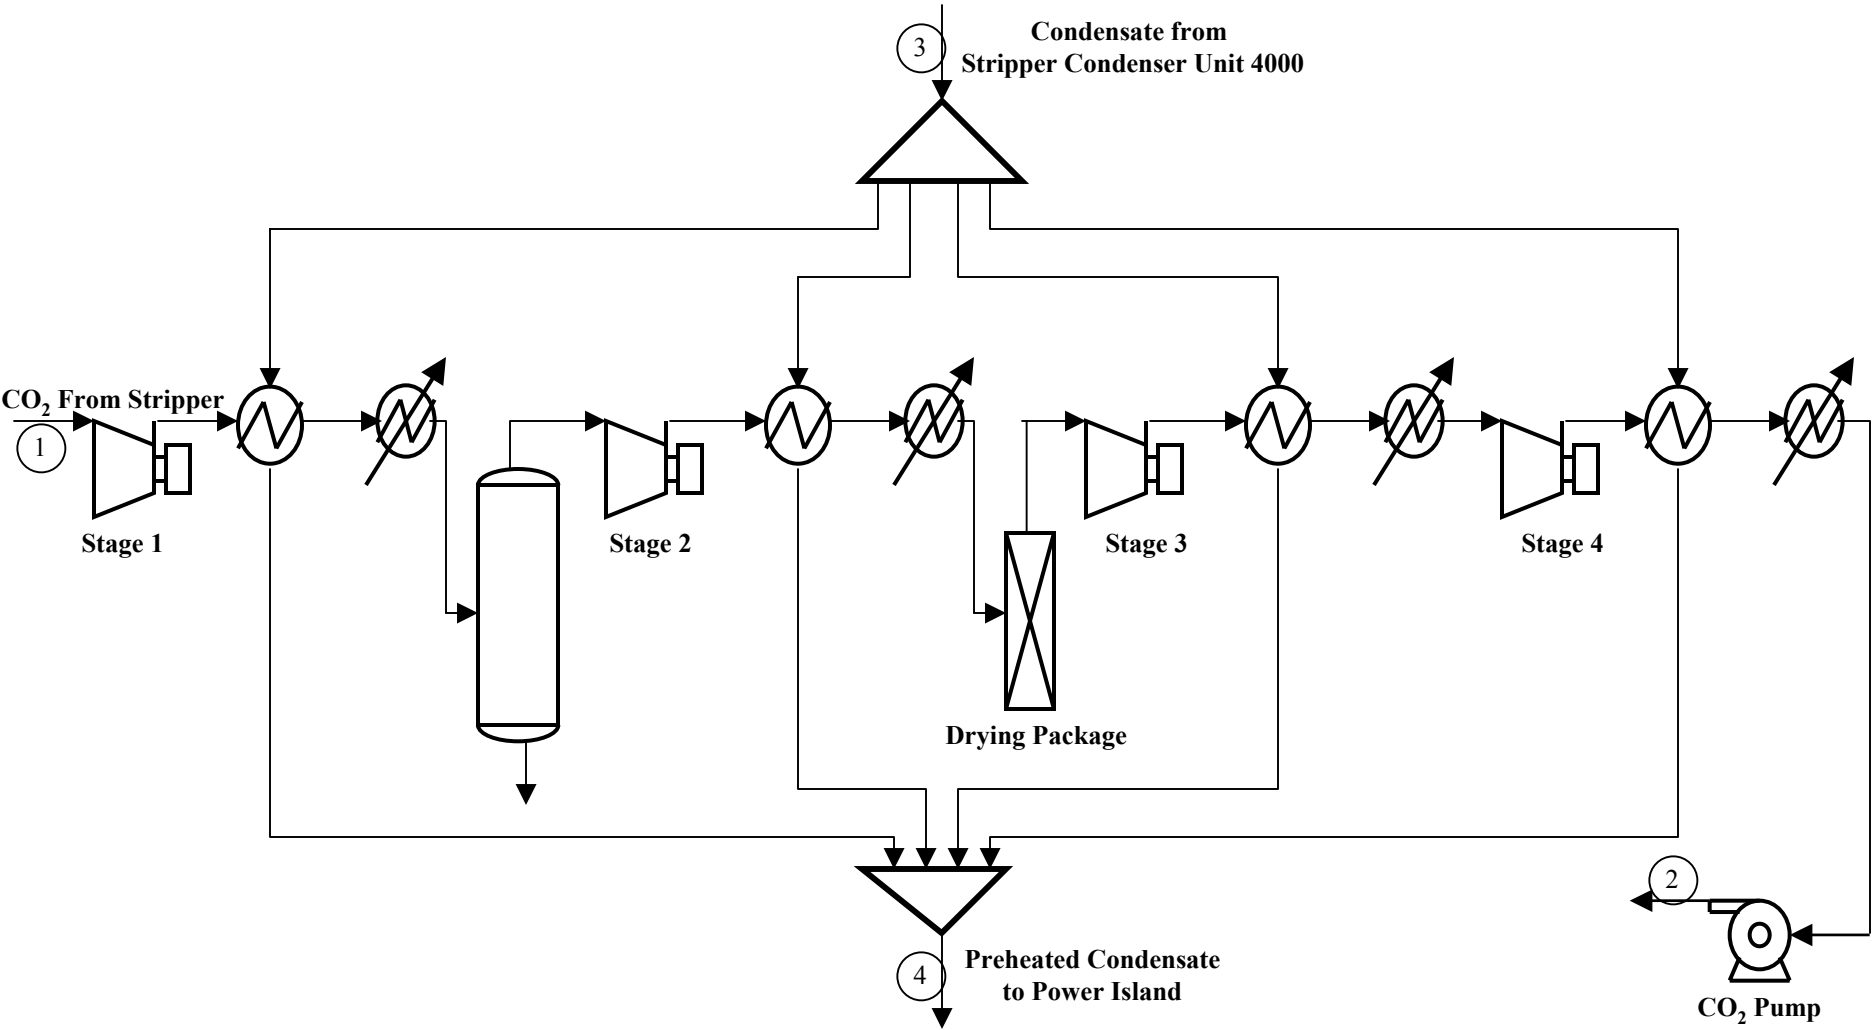 3
Condensate from
Stripper Condenser Unit 4000
CO2 From Stripper
1
Stage 1
Stage 2
Stage 3
Stage 4
Drying Package
2
4
Preheated Condensate
to Power Island
CO2 Pump